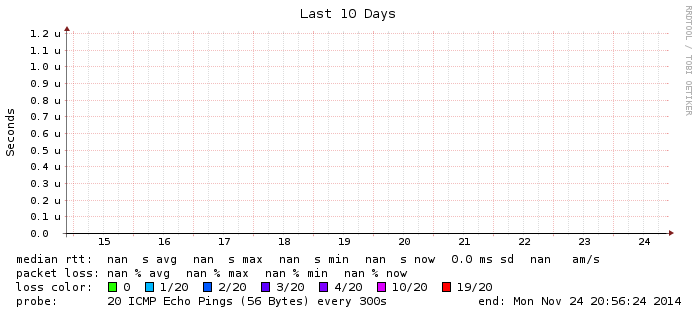 Last 10 Days
RRDTOOL / TOBI OETIKER
Seconds
1.2 u
1.1 u
1.0 u
0.9 u
0.8 u
0.7 u
0.6 u
0.5 u
0.4 u
0.3 u
0.2 u
0.1 u
0.0
15 16 17 18 19 20 21 22 23 24
median rtt: nan s avg nan s max nan s min nan s now 0.0 ms sd nan am/s
packet loss: nan % avg nan % max nan % min nan % now
loss color: 0 1/20 2/20 3/20 4/20 10/20 19/20
probe: 20 ICMP Echo Pings (56 Bytes) every 300s end: Mon Nov 24 20:56:24 2014